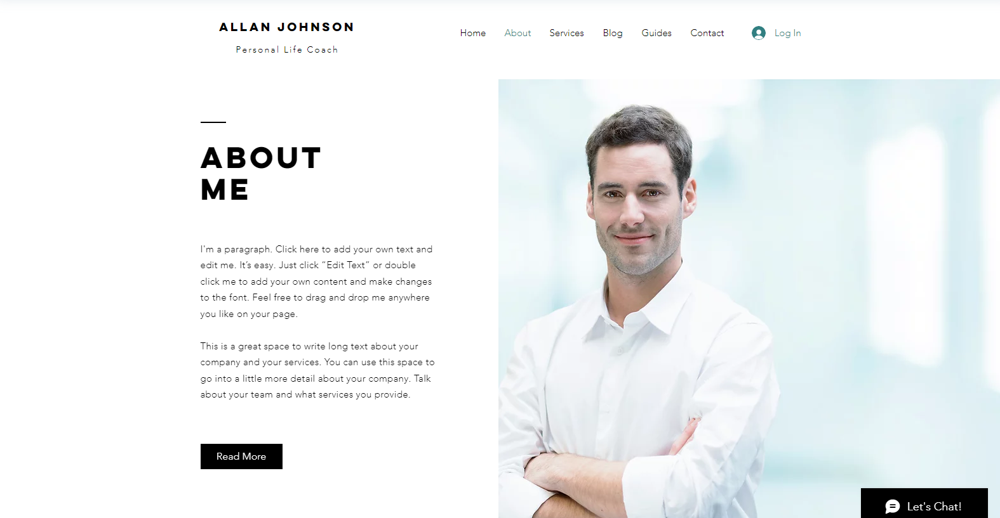 ALLAN JOHNSON
Personal Life Coach
Home About Services Blog Guides Contact Log In
ABOUT
ME
I'm a paragraph. Click here to add your own text and
edit me. It’s easy. Just click “Edit Text” or double
click me to add your own content and make changes
to the font. Feel free to drag and drop me anywhere
you like on your page.
This is a great space to write long text about your
company and your services. You can use this space to
go into a little more detail about your company. Talk
about your team and what services you provide.
Read More
Let's Chat!